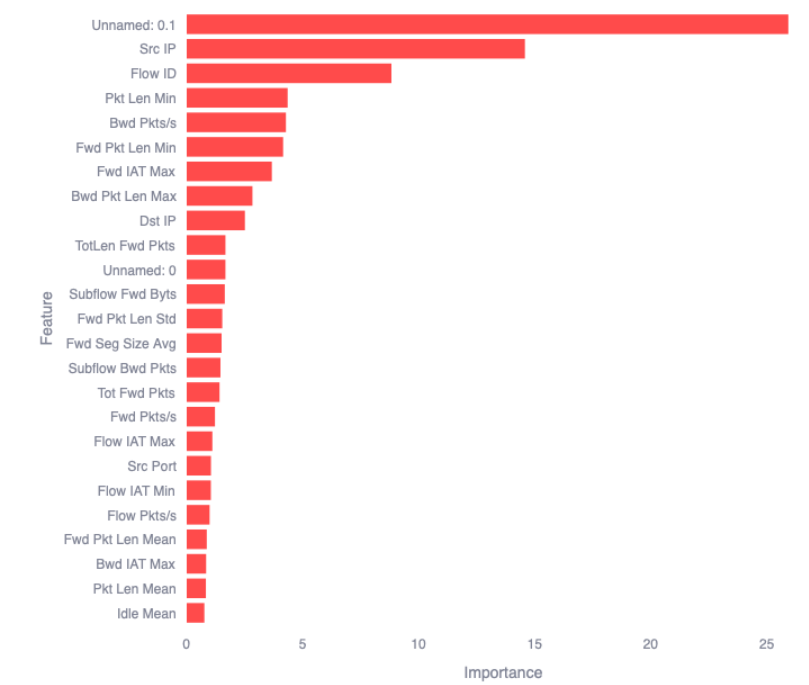 Unnamed: 0.1
Src IP
Flow ID
Pkt Len Min
Bwd Pkts/s
Fwd Pkt Len Min
Fwd IAT Max
Bwd Pkt Len Max
Dst IP
TotLen Fwd Pkts
Unnamed: 0
Subflow Fwd Byts
Fwd Pkt Len Std
Fwd Seg Size Avg
Subflow Bwd Pkts
Tot Fwd Pkts
Fwd Pkts/s
Flow IAT Max
Src Port
Flow IAT Min
Flow Pkts/s
Fwd Pkt Len Mean
Bwd IAT Max
Pkt Len Mean
Idle Mean
Feature
0 5 10 15 20 25
Importance